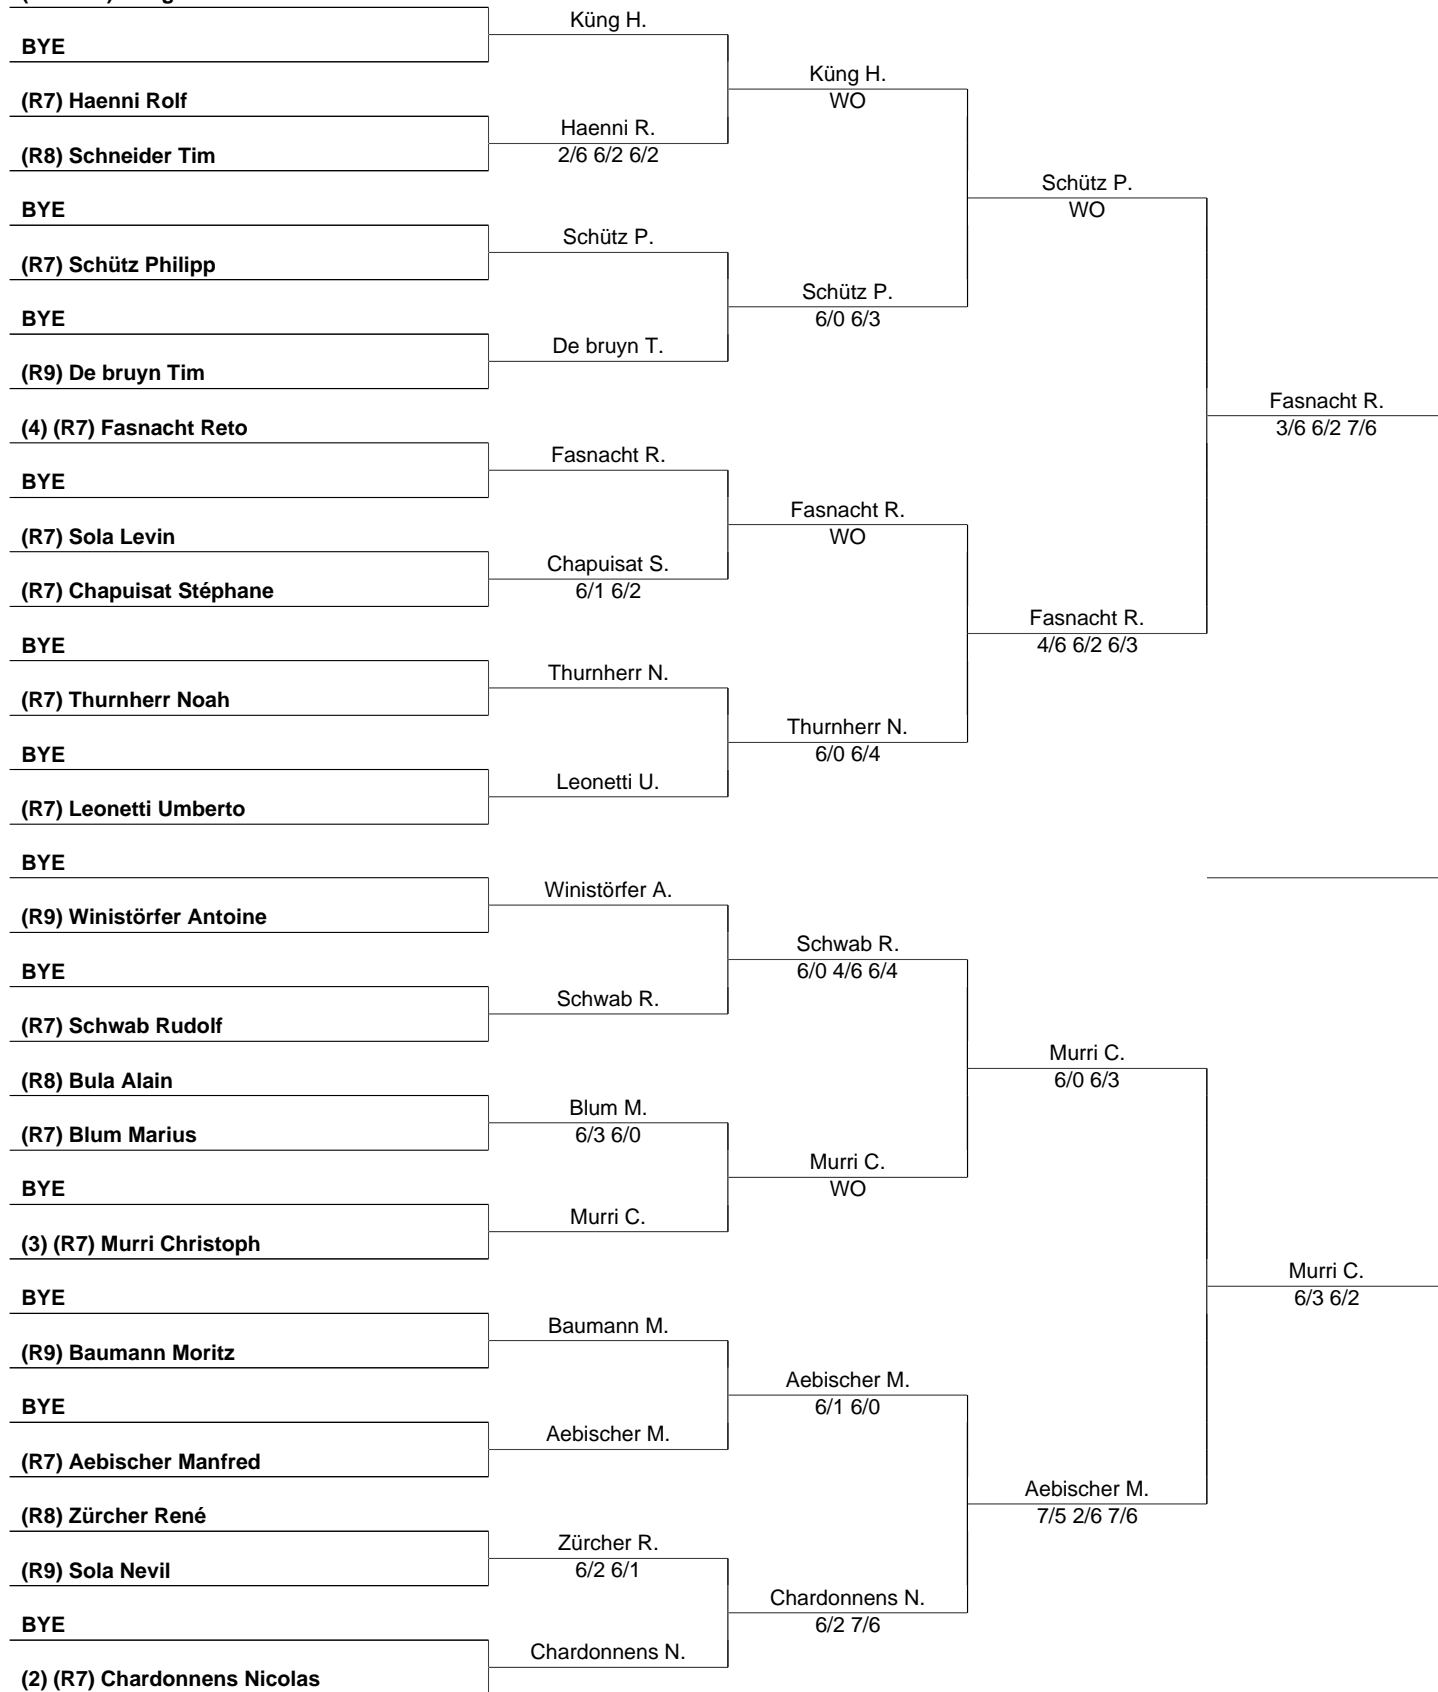 BYE
(R7) Haenni Rolf
(R8) Schneider Tim
BYE
(R7) Schütz Philipp
BYE
(R9) De bruyn Tim
(4) (R7) Fasnacht Reto
BYE
(R7) Sola Levin
(R7) Chapuisat Stéphane
BYE
(R7) Thurnherr Noah
BYE
(R7) Leonetti Umberto
BYE
(R9) Winistörfer Antoine
BYE
(R7) Schwab Rudolf
(R8) Bula Alain
(R7) Blum Marius
BYE
(3) (R7) Murri Christoph
BYE
(R9) Baumann Moritz
BYE
(R7) Aebischer Manfred
(R8) Zürcher René
(R9) Sola Nevil
BYE
(2) (R7) Chardonnens Nicolas
Küng H.
Haenni R.
2/6 6/2 6/2
Schütz P.
De bruyn T.
Fasnacht R.
Chapuisat S.
6/1 6/2
Thurnherr N.
Leonetti U.
Winistörfer A.
Schwab R.
Blum M.
6/3 6/0
Murri C.
Baumann M.
Aebischer M.
Zürcher R.
6/2 6/1
Chardonnens N.
Küng H.
WO
Schütz P.
6/0 6/3
Fasnacht R.
WO
Thurnherr N.
6/0 6/4
Schwab R.
6/0 4/6 6/4
Murri C.
WO
Aebischer M.
6/1 6/0
Chardonnens N.
6/2 7/6
Schütz P.
WO
Fasnacht R.
4/6 6/2 6/3
Murri C.
6/0 6/3
Aebischer M.
7/5 2/6 7/6
Fasnacht R.
3/6 6/2 7/6
Murri C.
6/3 6/2